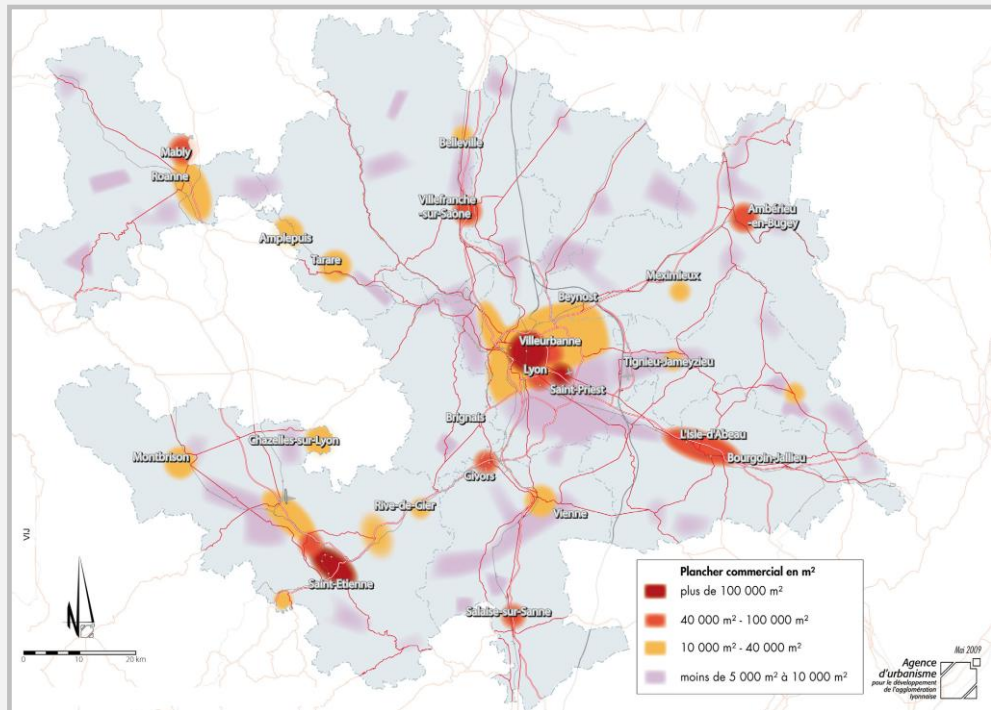 Mably
Roanne
Belleville
Villefranche
-sur-Saône
Ambérieu
-en-Bugey
Amplepuis
Tarare
Meximieux
Beynost
Villeurbanne
Lyon
Tignieu-Jameyzieu
Saint-Priest
Brignais
L'Isle-d'Abeau
Bourgoin-Jallieu
Chazelles-sur-Lyon
Montbrison
Givors
Rive-de-Gier
Vienne
Saint-Etienne
Salaise-sur-Sanne
VU
N
0 10 20 km
Plancher commercial en m²
plus de 100 000 m²
40 000 m² - 100 000 m²
10 000 m² - 40 000 m²
moins de 5 000 m² à 10 000 m²
Mai 2009
Agence
d'urbanisme
pour le développement
de l'agglomération
lyonnaise